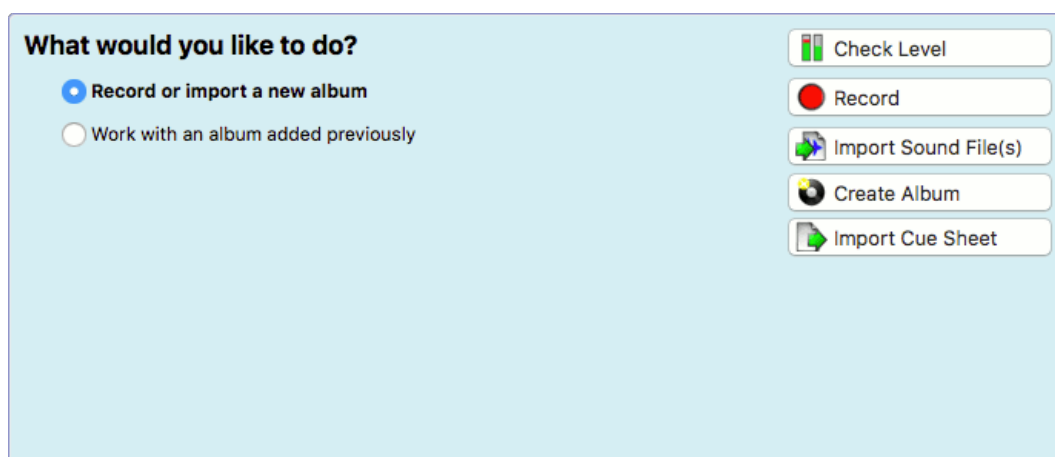 What would you like to do?
Record or import a new album
Work with an album added previously
Check Level
Record
Import Sound File(s)
Create Album
Import Cue Sheet